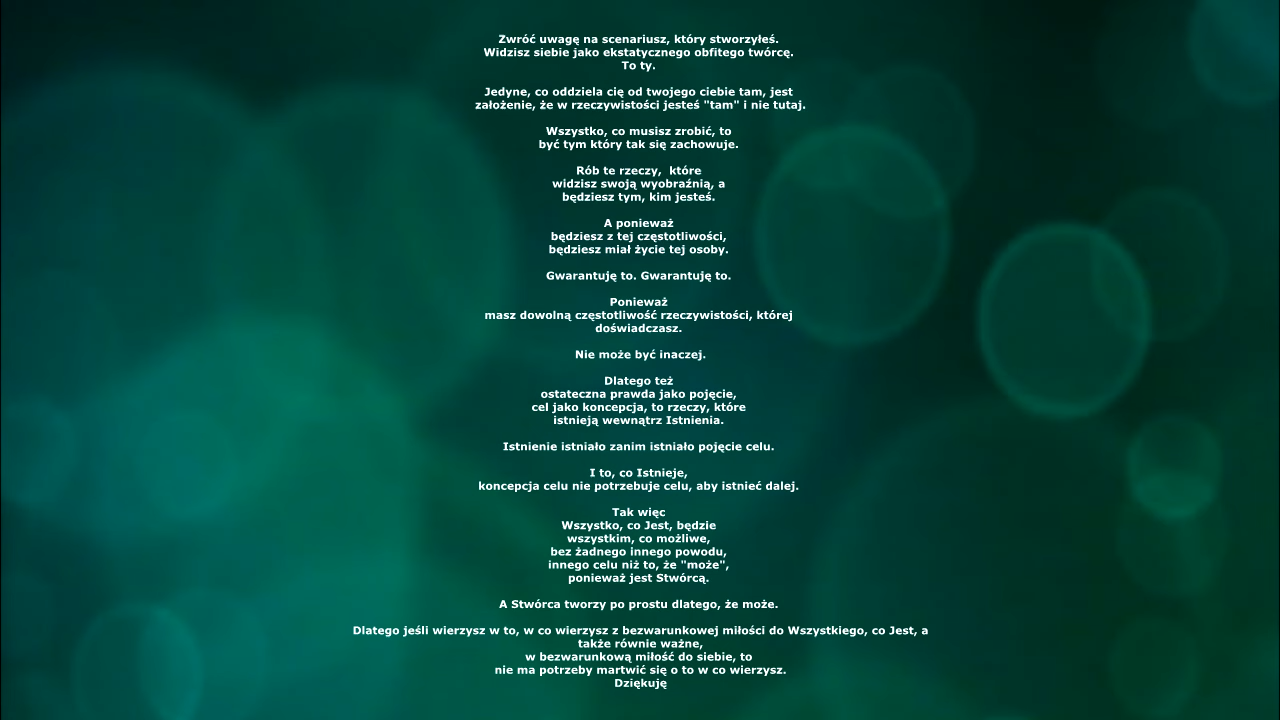 Zwróć uwagę na scenariusz, który stworzyłeś.
Widzisz siebie jako ekstatycznego obfitego twórcę.
To ty.
Jedyne, co oddziela cię od twojego ciebie tam, jest
założenie, że w rzeczywistości jesteś "tam" i nie tutaj.
Wszystko, co musisz zrobić, to
być tym który tak się zachowuje.
Rób te rzeczy,  które
widzisz swoją wyobraźnią, a
będziesz tym, kim jesteś.
A ponieważ
będziesz z tej częstotliwości,
będziesz miał życie tej osoby.
Gwarantuję to. Gwarantuję to.
Ponieważ
masz dowolną częstotliwość rzeczywistości, której
doświadczasz.
Nie może być inaczej.
Dlatego też
ostateczna prawda jako pojęcie,
cel jako koncepcja, to rzeczy, które
istnieją wewnątrz Istnienia.
Istnienie istniało zanim istniało pojęcie celu.
I to, co Istnieje,
koncepcja celu nie potrzebuje celu, aby istnieć dalej.
Tak więc
Wszystko, co Jest, będzie
wszystkim, co możliwe,
bez żadnego innego powodu,
innego celu niż to, że "może",
ponieważ jest Stwórcą.
A Stwórca tworzy po prostu dlatego, że może.
Dlatego jeśli wierzysz w to, w co wierzysz z bezwarunkowej miłości do Wszystkiego, co Jest, a
także równie ważne,
w bezwarunkową miłość do siebie, to
nie ma potrzeby martwić się o to w co wierzysz.
Dziękuję